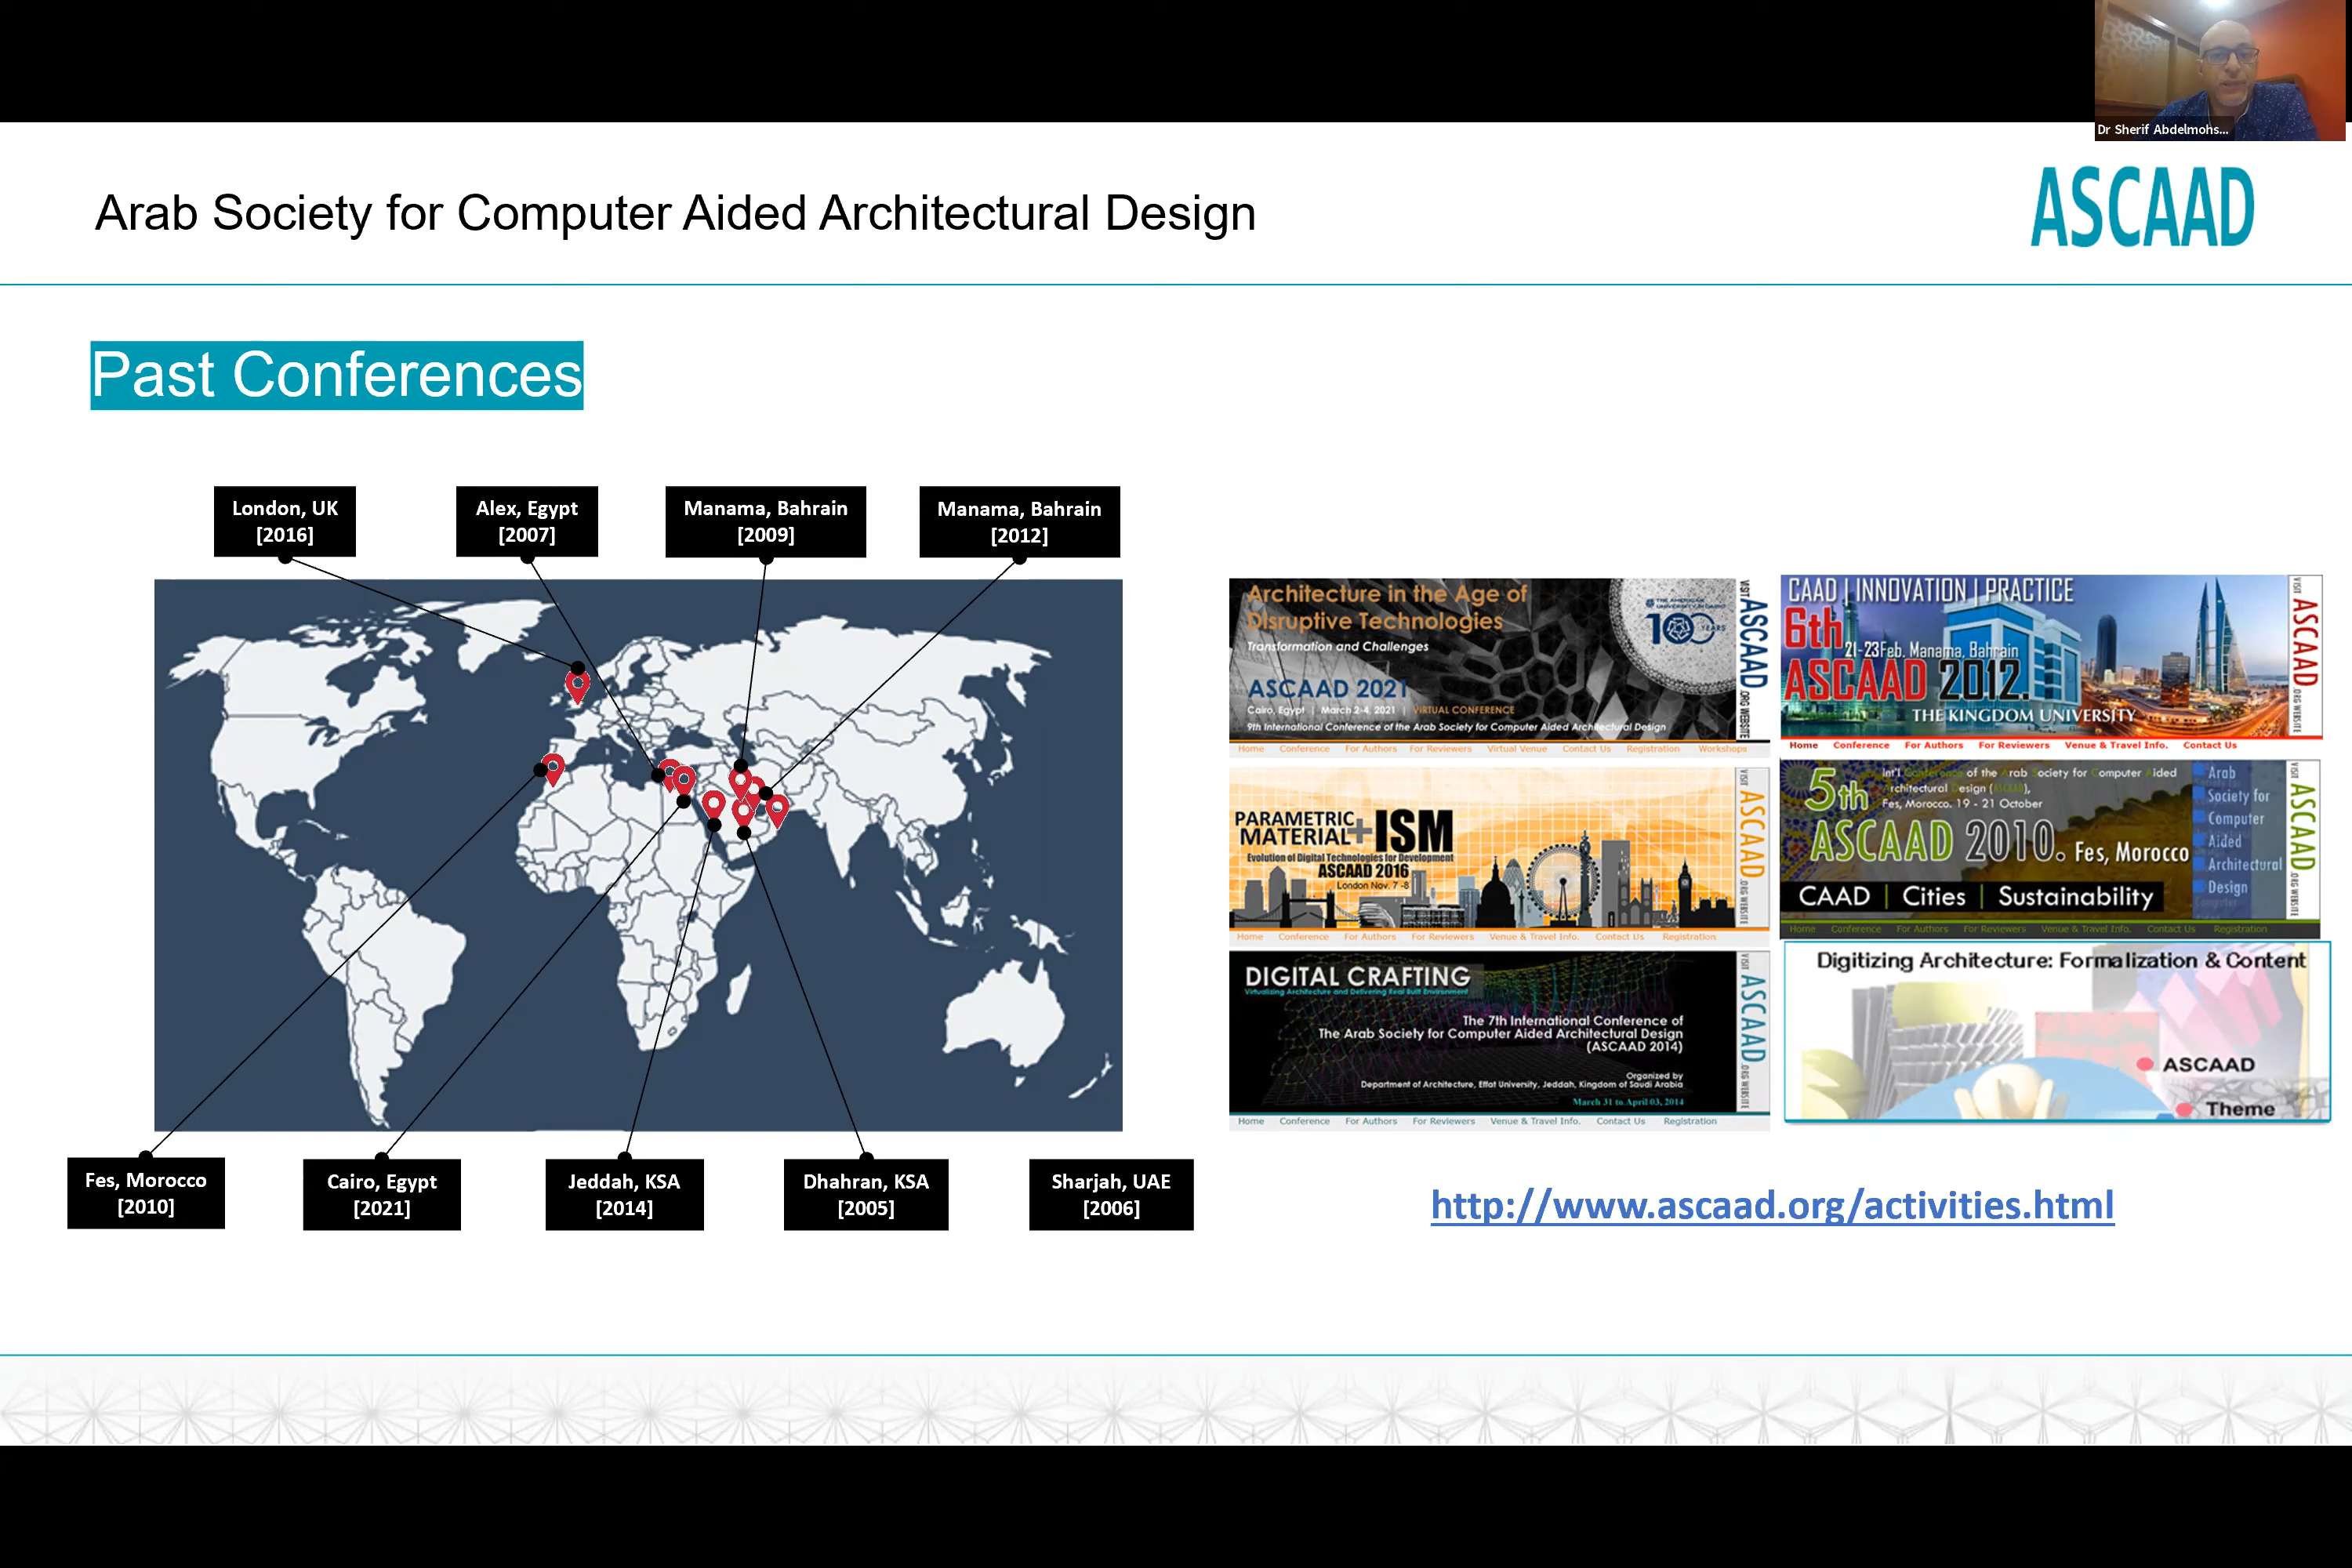 Dr Sherif Abdelmohs...
Arab Society for Computer Aided Architectural Design
ASCAAD
Past Conferences
London, UK
[2016]
Alex, Egypt
[2007]
Manama, Bahrain
[2009]
Manama, Bahrain
[2012]
Fes, Morocco
[2010]
Cairo, Egypt
[2021]
Jeddah, KSA
[2014]
Dhahran, KSA
[2005]
Sharjah, UAE
[2006]
Architecture in the Age of
Disruptive Technologies
Transformation and Challenges
THE AMERICAN
UNIVERSITY IN CAIRO
100 YEARS
ASCAAD 2021
Cairo, Egypt | March 2-4, 2021 | VIRTUAL CONFERENCE
9th International Conference of the Arab Society for Computer Aided Architectural Design
VISIT ASCAAD .ORG WEBSITE
Home Conference For Authors For Reviewers Virtual Venue Contact Us Registration Workshops
CAAD | INNOVATION | PRACTICE
6th
21-23Feb. Manama, Bahrain
ASCAAD 2012.
THE KINGDOM UNIVERSITY
VISIT ASCAAD .ORG WEBSITE
Home Conference For Authors For Reviewers Venue & Travel Info. Contact Us
PARAMETRIC
MATERIAL+ISM
Evolution of Digital Technologies for Development
ASCAAD 2016
London Nov. 7 -8
VISIT ASCAAD .ORG WEBSITE
Home Conference For Authors For Reviewers Venue & Travel Info. Contact Us Registration
5th
Int'l Conference of the Arab Society for Computer Aided
Architectural Design (ASCAAD),
Fes, Morocco. 19 - 21 October
ASCAAD 2010. Fes, Morocco
CAAD | Cities | Sustainability
Arab
Society for
Computer
Aided
Architectural
Design
VISIT ASCAAD .ORG WEBSITE
Home Conference For Authors For Reviewers Venue & Travel Info. Contact Us Registration
DIGITAL CRAFTING
Virtualizing Architecture and Delivering Real Built Environment
The 7th International Conference of
The Arab Society for Computer Aided Architectural Design
(ASCAAD 2014)
Organized by
Department of Architecture, Effat University, Jeddah, Kingdom of Saudi Arabia
March 31 to April 03, 2014
VISIT ASCAAD .ORG WEBSITE
Home Conference For Authors For Reviewers Venue & Travel Info. Contact Us Registration
Digitizing Architecture: Formalization & Content
ASCAAD
Theme
http://www.ascaad.org/activities.html